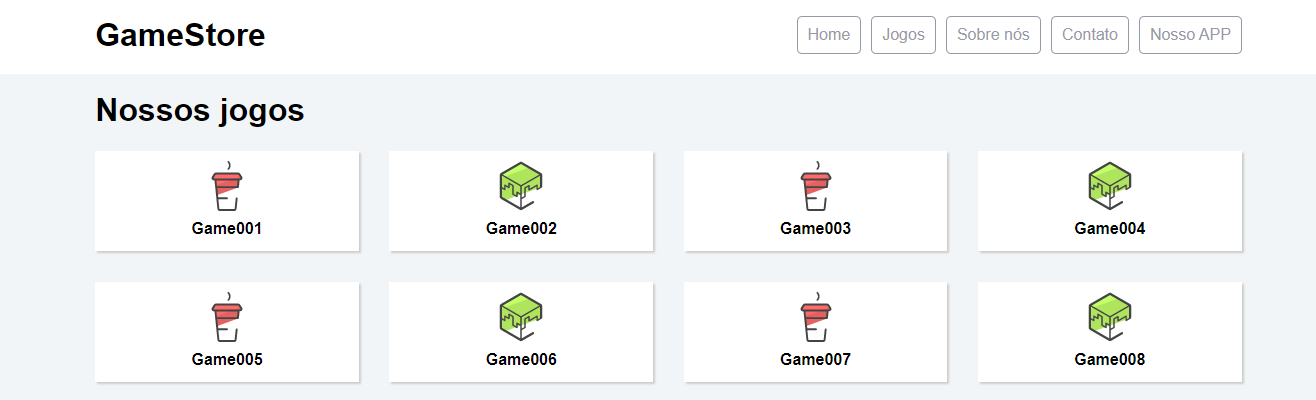 GameStore
Home Jogos Sobre nós Contato Nosso APP
Nossos jogos
Game001 Game002 Game003 Game004
Game005 Game006 Game007 Game008